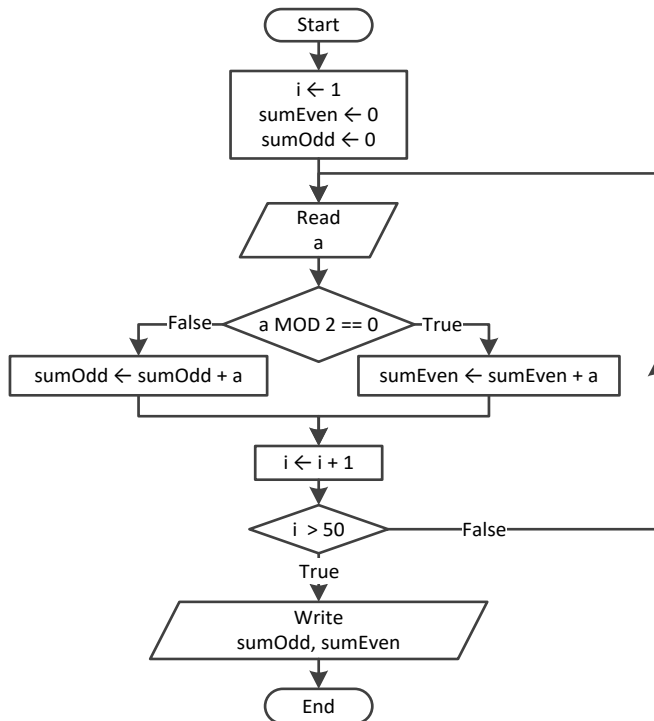 Start
i ← 1
sumEven ← 0
sumOdd ← 0
Read
a
False
a MOD 2 == 0
True
sumOdd ← sumOdd + a
sumEven ← sumEven + a
i ← i + 1
i > 50
False
True
Write
sumOdd, sumEven
End